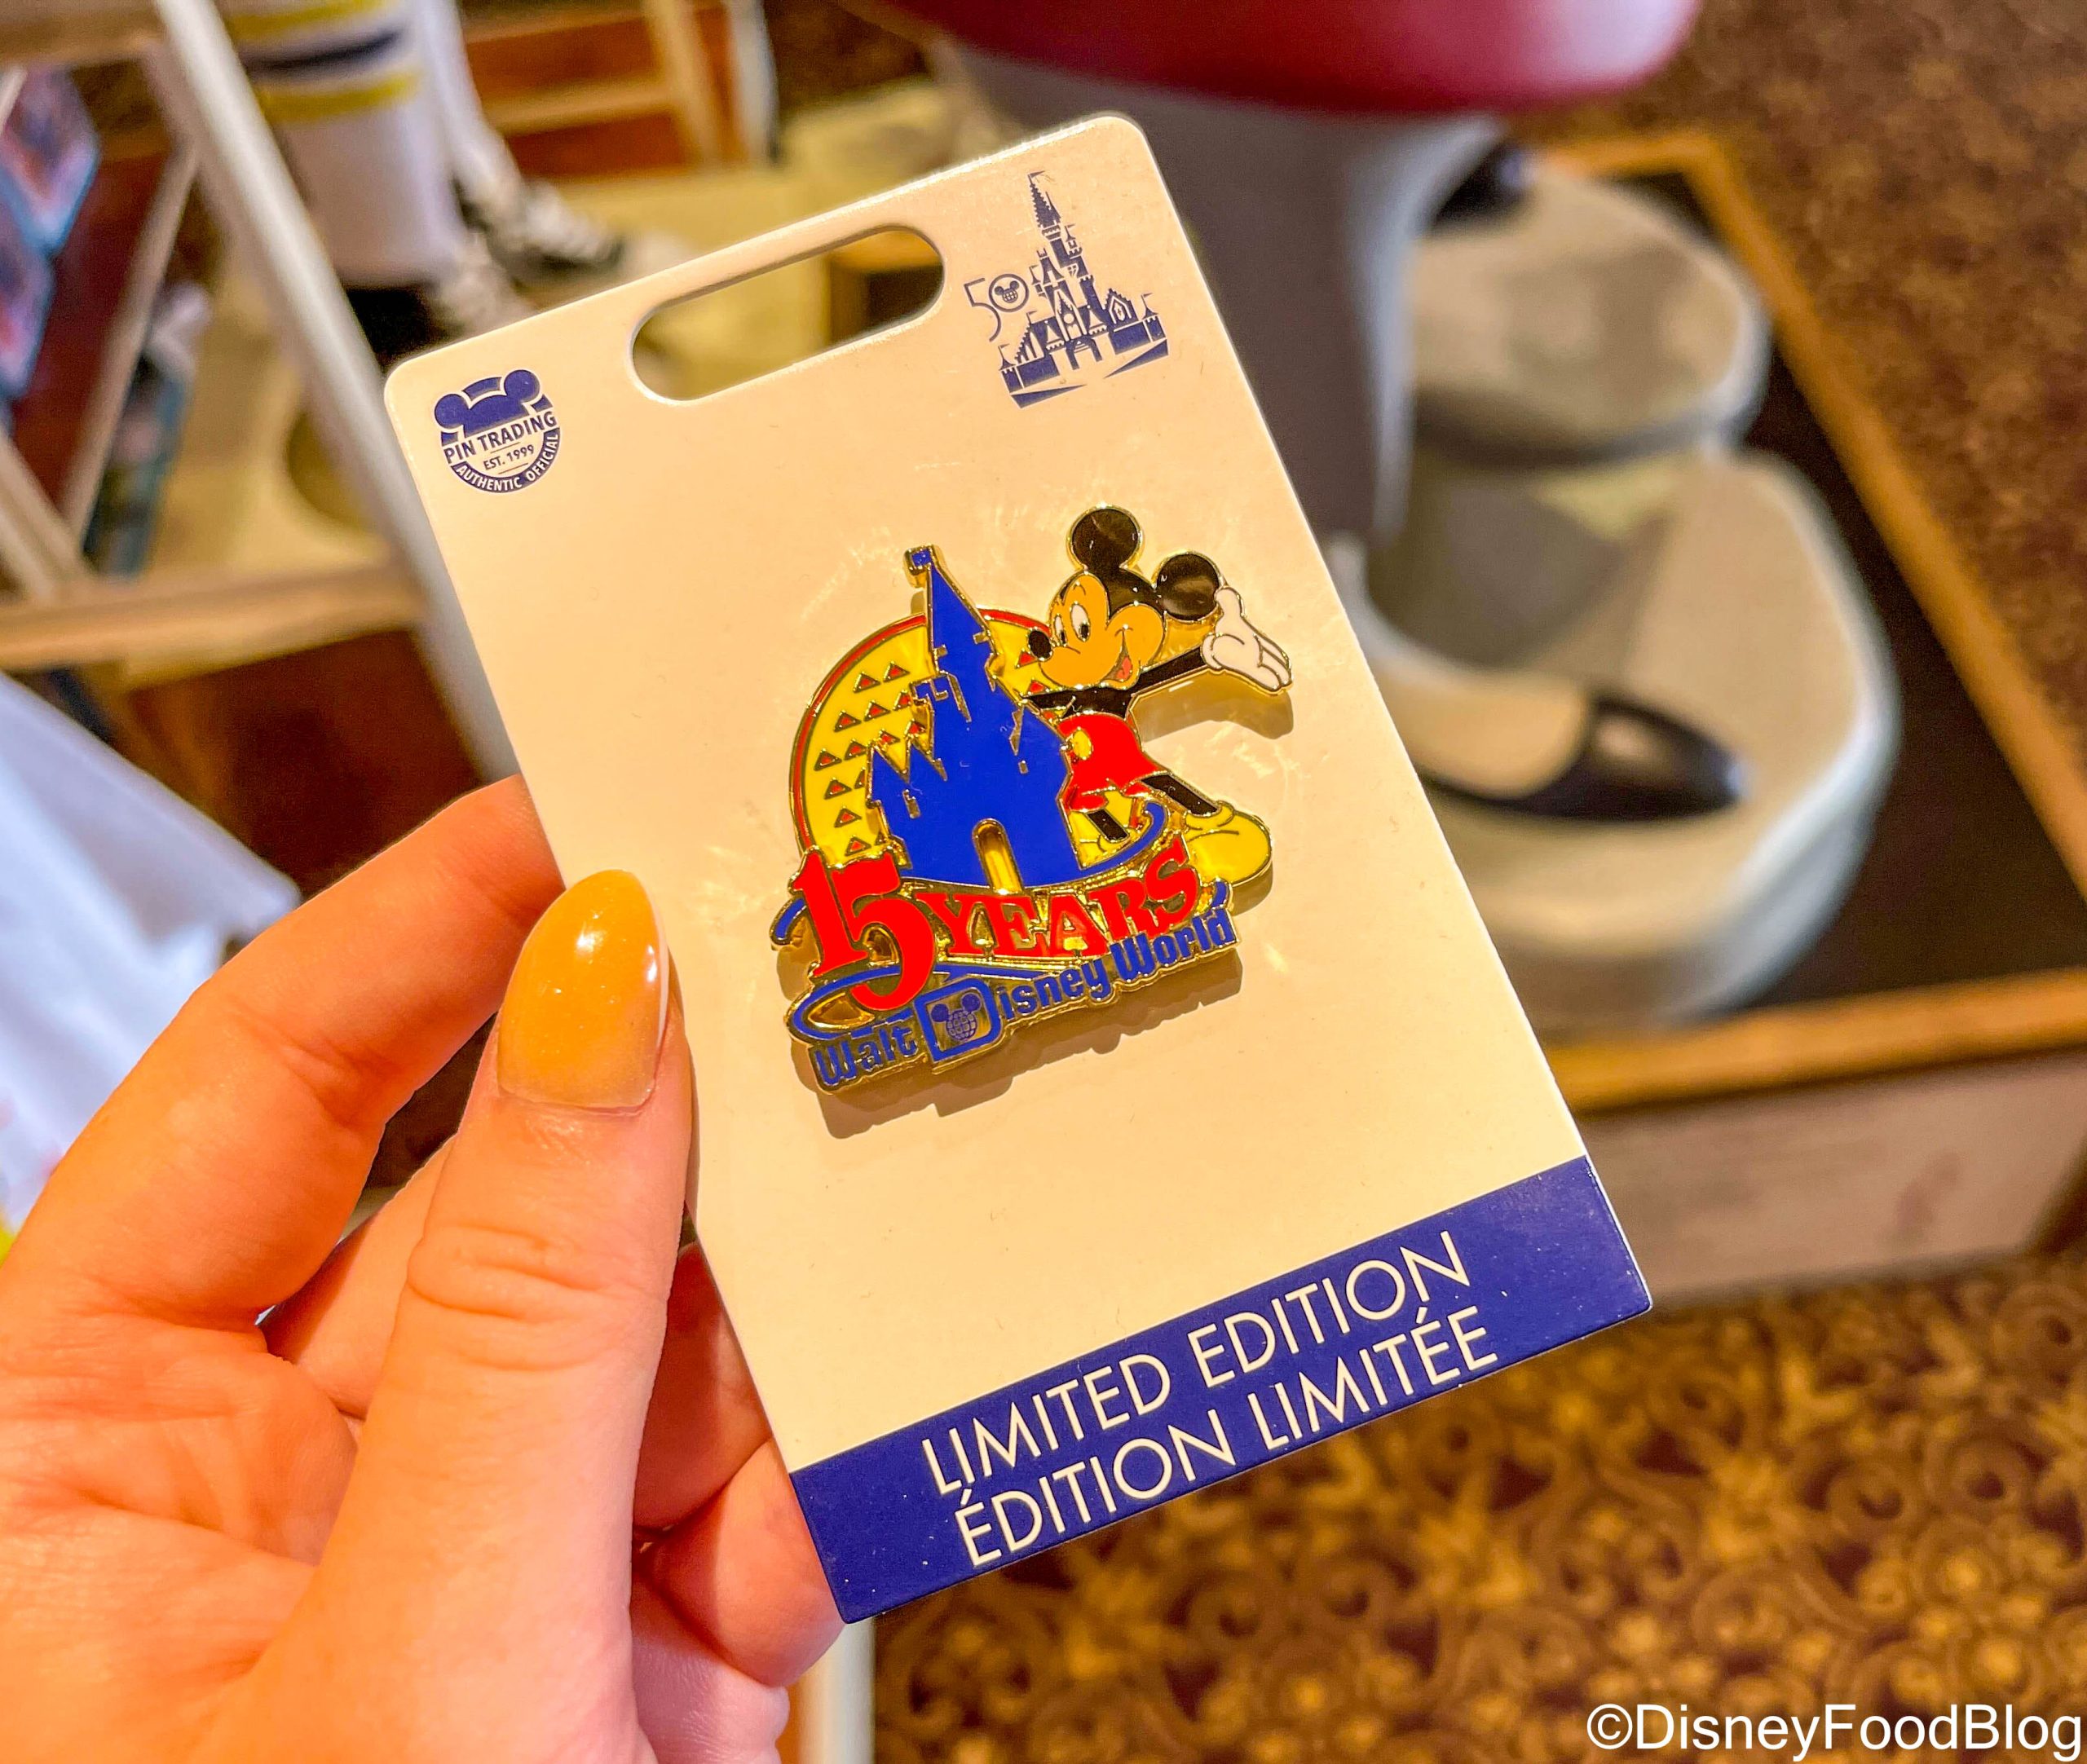 50
PIN TRADING
EST. 1999
AUTHENTIC OFFICIAL
15 YEARS
Walt Disney World
LIMITED EDITION
ÉDITION LIMITÉE
©DisneyFoodBlog